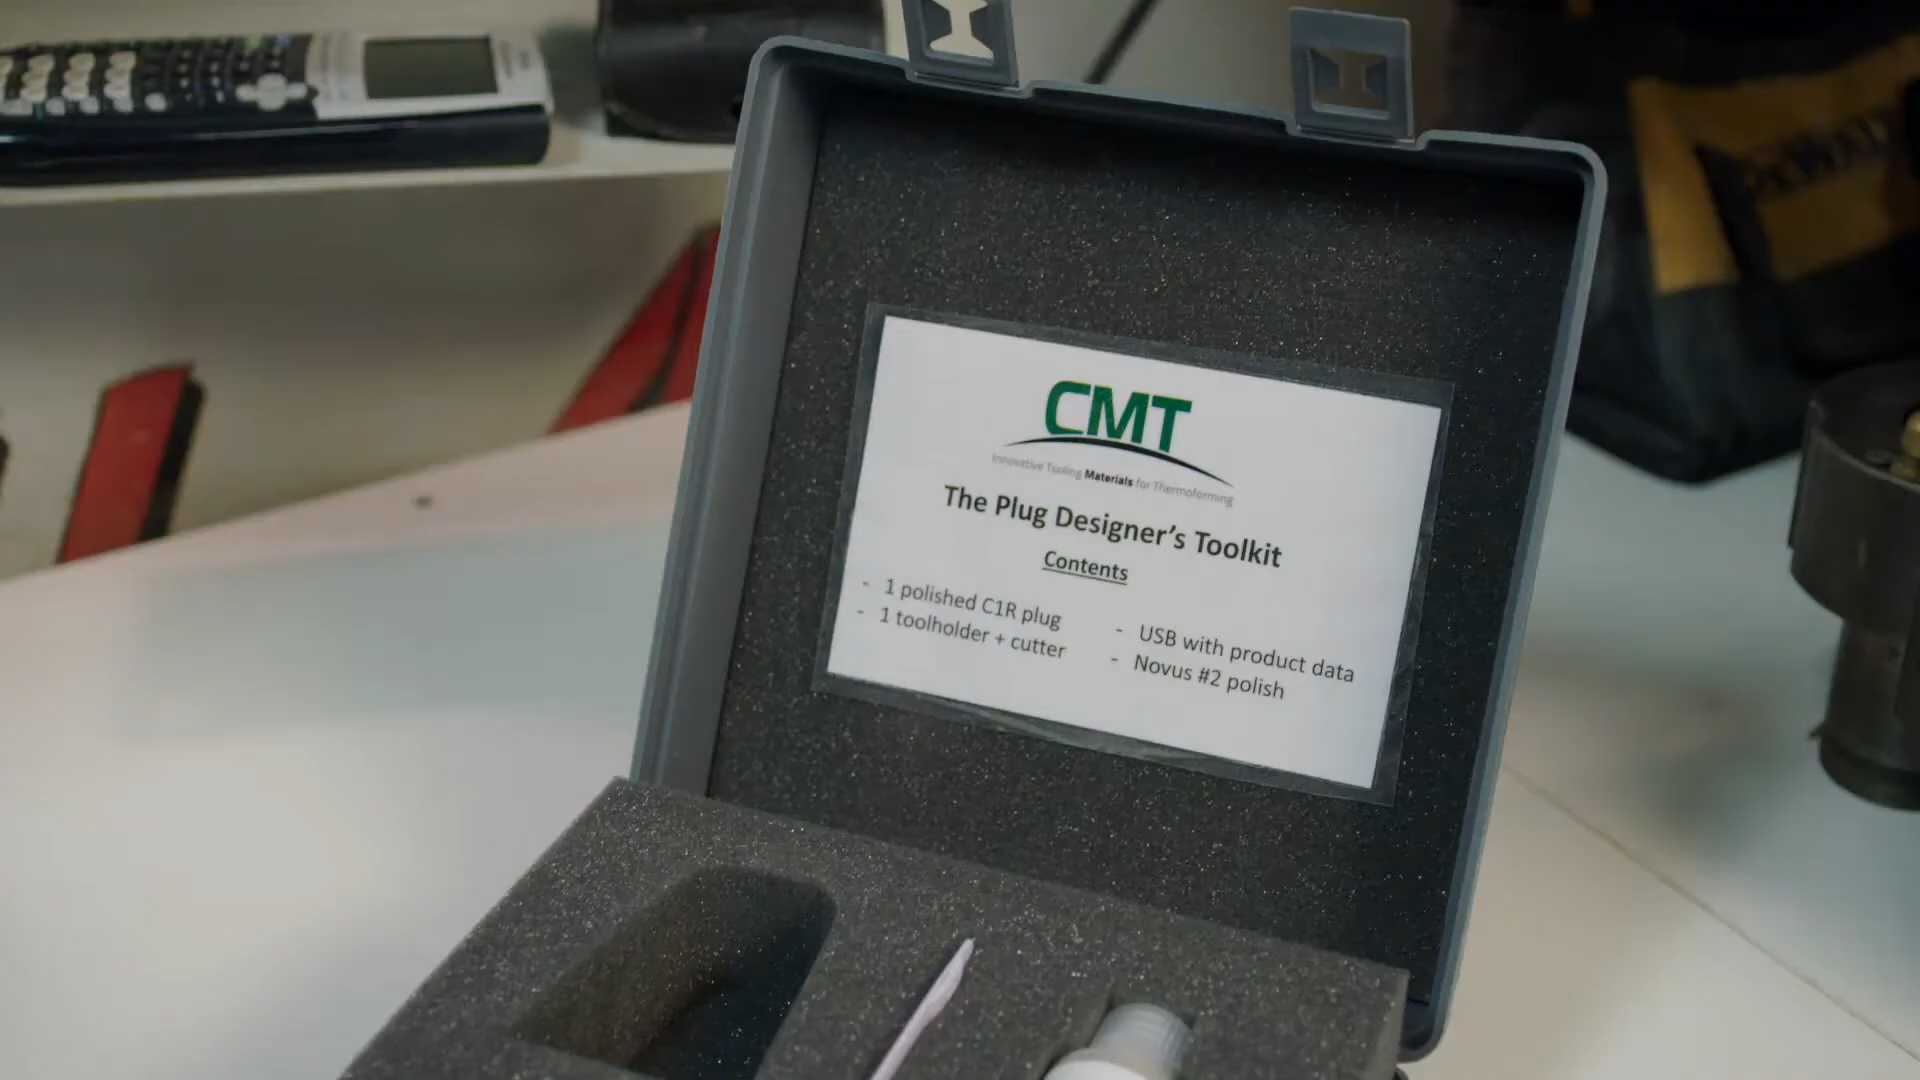 CMT
Innovative Tooling Materials for Thermoforming
The Plug Designer's Toolkit
Contents
- 1 polished C1R plug
- 1 toolholder + cutter
- USB with product data
- Novus #2 polish
DEWALT